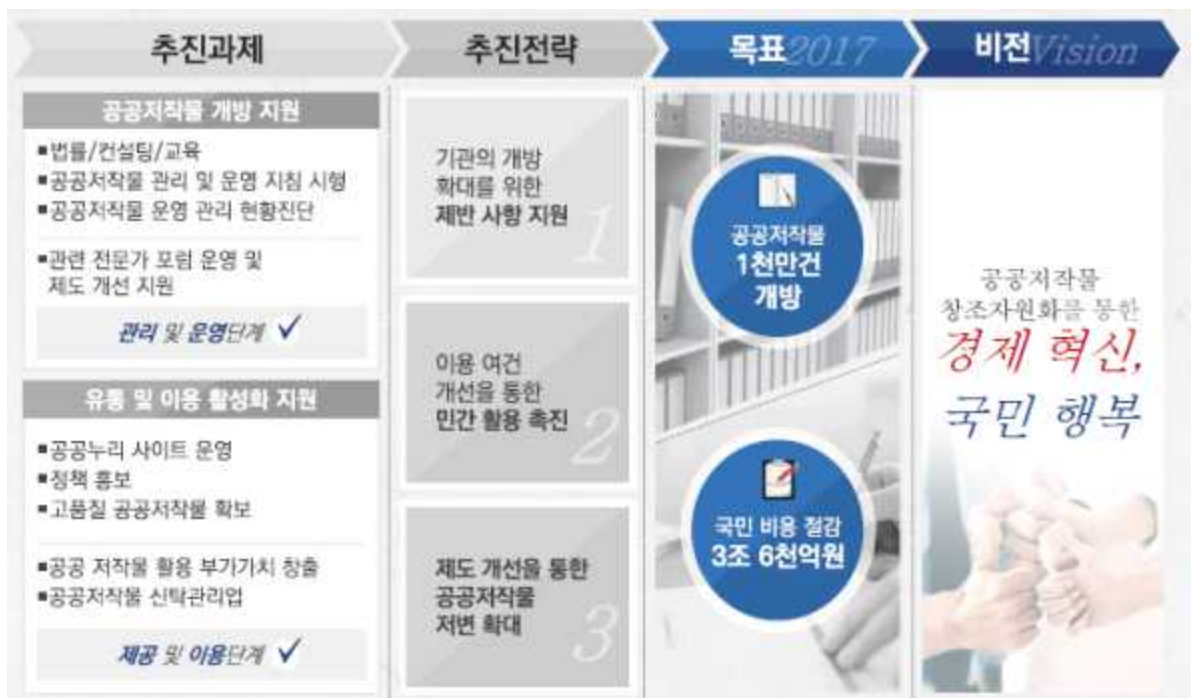 추진과제
공공저작물 개방 지원
■법률/컨설팅/교육
■공공저작물 관리 및 운영 지침 시행
■공공저작물 운영 관리 현황진단
■관련 전문가 포럼 운영 및
제도 개선 지원
관리 및 운영단계 ✓
유통 및 이용 활성화 지원
■공공누리 사이트 운영
■정책 홍보
■고품질 공공저작물 확보
■공공 저작물 활용 부가가치 창출
■공공저작물 신탁관리업
제공 및 이용단계 ✓
추진전략
기관의 개방
확대를 위한
제반 사항 지원
1
이용 여건
개선을 통한
민간 활용 촉진
2
제도 개선을 통한
공공저작물
저변 확대
3
목표2017
공공저작물
1천만건
개방
국민 비용 절감
3조 6천억원
비전Vision
공공저작물
창조자원화를 통한
경제 혁신,
국민 행복